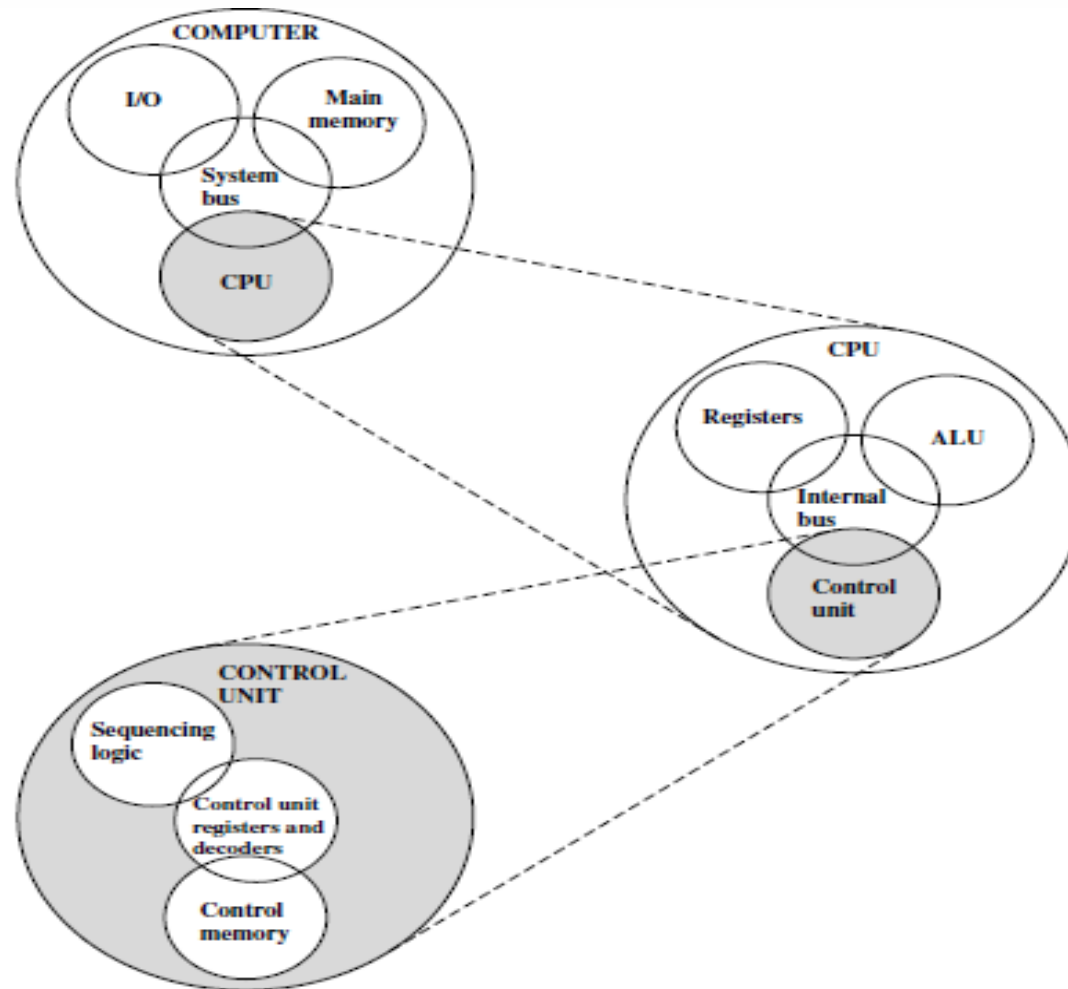 COMPUTER
I/O
Main
memory
System
bus
CPU
CPU
Registers
ALU
Internal
bus
Control
unit
CONTROL
UNIT
Sequencing
logic
Control unit
registers and
decoders
Control
memory